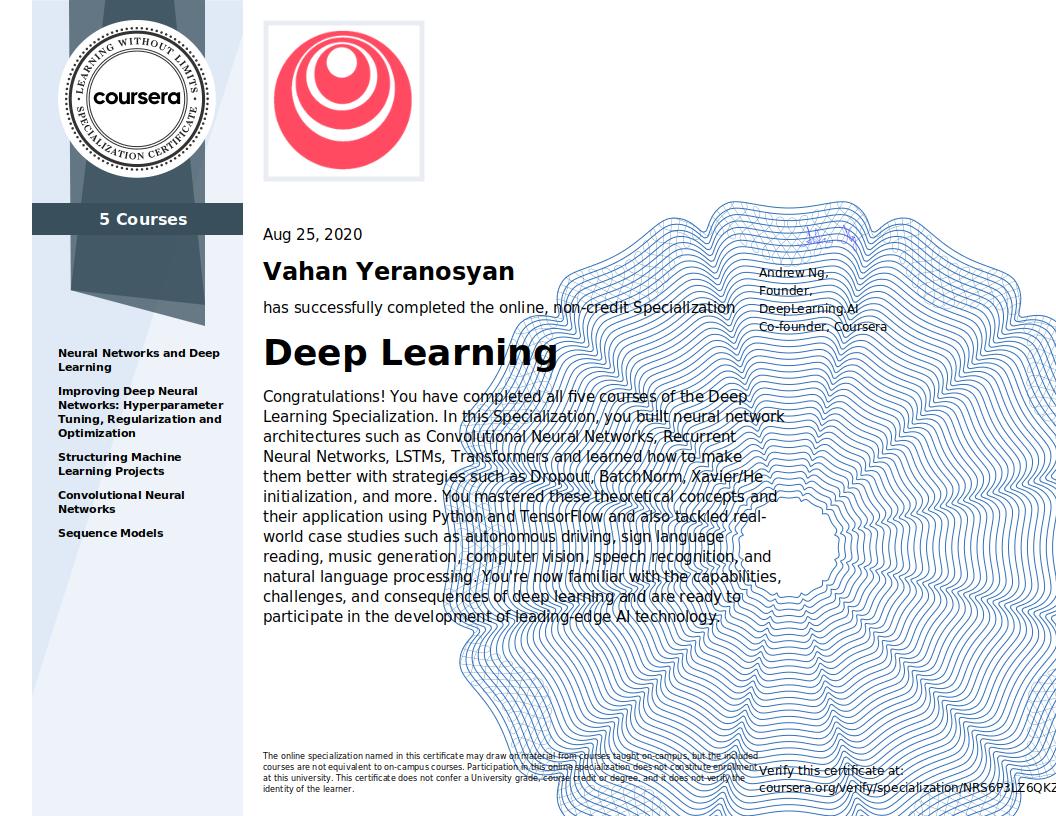 LEARNING WITHOUT LIMITS
coursera
SPECIALIZATION CERTIFICATE
5 Courses
Neural Networks and Deep
Learning
Improving Deep Neural
Networks: Hyperparameter
Tuning, Regularization and
Optimization
Structuring Machine
Learning Projects
Convolutional Neural
Networks
Sequence Models
Aug 25, 2020
Vahan Yeranosyan
has successfully completed the online, non-credit Specialization
Deep Learning
Congratulations! You have completed all five courses of the Deep
Learning Specialization. In this Specialization, you built neural network
architectures such as Convolutional Neural Networks, Recurrent
Neural Networks, LSTMs, Transformers and learned how to make
them better with strategies such as Dropout, BatchNorm, Xavier/He
initialization, and more. You mastered these theoretical concepts and
their application using Python and TensorFlow and also tackled real-
world case studies such as autonomous driving, sign language
reading, music generation, computer vision, speech recognition, and
natural language processing. You're now familiar with the capabilities,
challenges, and consequences of deep learning and are ready to
participate in the development of leading-edge AI technology.
Andrew Ng,
Founder,
DeepLearning.AI
Co-founder, Coursera
The online specialization named in this certificate may draw on material from courses taught on-campus, but the included
courses are not equivalent to on-campus courses. Participation in this online specialization does not constitute enrollment
at this university. This certificate does not confer a University grade, course credit or degree, and it does not verify the
identity of the learner.
Verify this certificate at:
coursera.org/verify/specialization/NRS6P3LZ6QKZ